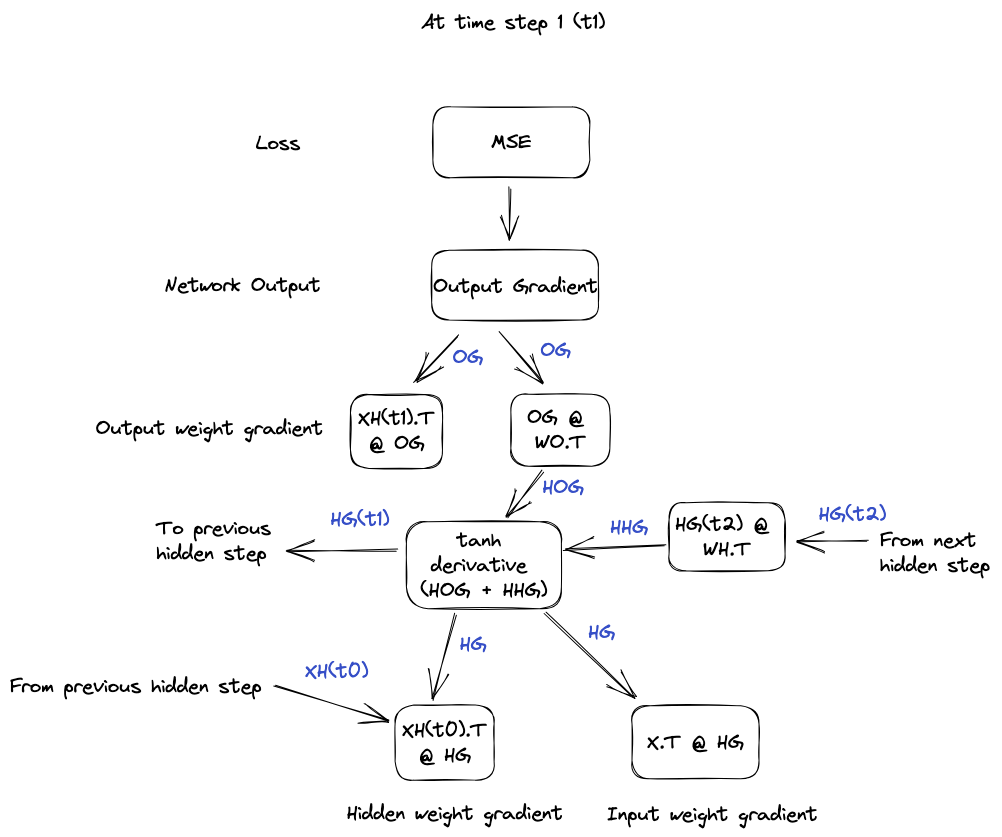 At time step 1 (t1)
Loss
MSE
Network Output
Output Gradient
OG
OG
Output weight gradient
XH(t1).T
@ OG
OG @
WO.T
HOG
To previous
hidden step
HG(t1)
tanh
derivative
(HOG + HHG)
HHG
HG(t2) @
WH.T
HG(t2)
From next
hidden step
HG
HG
From previous hidden step
XH(t0)
XH(t0).T
@ HG
X.T @ HG
Hidden weight gradient
Input weight gradient